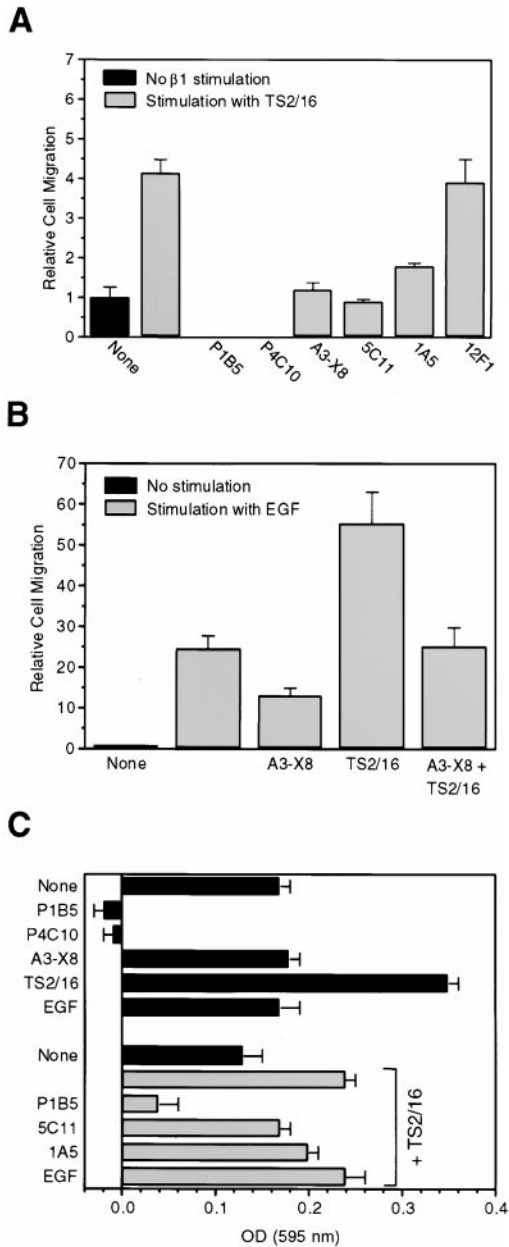 A
7
6
5
4
3
2
1
0
Relative Cell Migration
No β1 stimulation
Stimulation with TS2/16
None
P1B5
P4C10
A3-X8
5C11
1A5
12F1
B
70
60
50
40
30
20
10
0
Relative Cell Migration
No stimulation
Stimulation with EGF
None
A3-X8
TS2/16
A3-X8 +
TS2/16
C
None
P1B5
P4C10
A3-X8
TS2/16
EGF
None
P1B5
5C11
1A5
EGF
+ TS2/16
0.0
0.1
0.2
0.3
0.4
OD (595 nm)